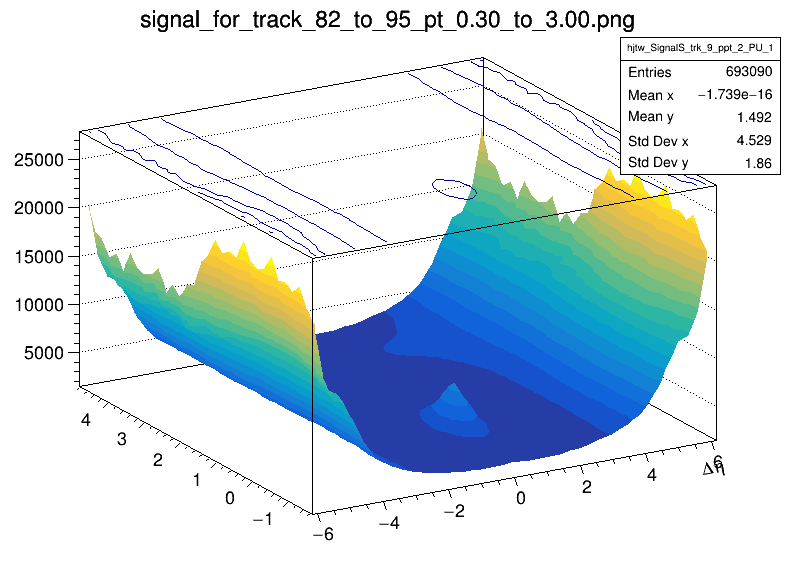 signal_for_track_82_to_95_pt_0.30_to_3.00.png
hjtw_SignalS_trk_9_ppt_2_PU_1
Entries 693090
Mean x −1.739e−16
Mean y 1.492
Std Dev x 4.529
Std Dev y 1.86
25000
20000
15000
10000
5000
4
3
2
1
0
−1
−6
−4
−2
0
2
4
6
Δη